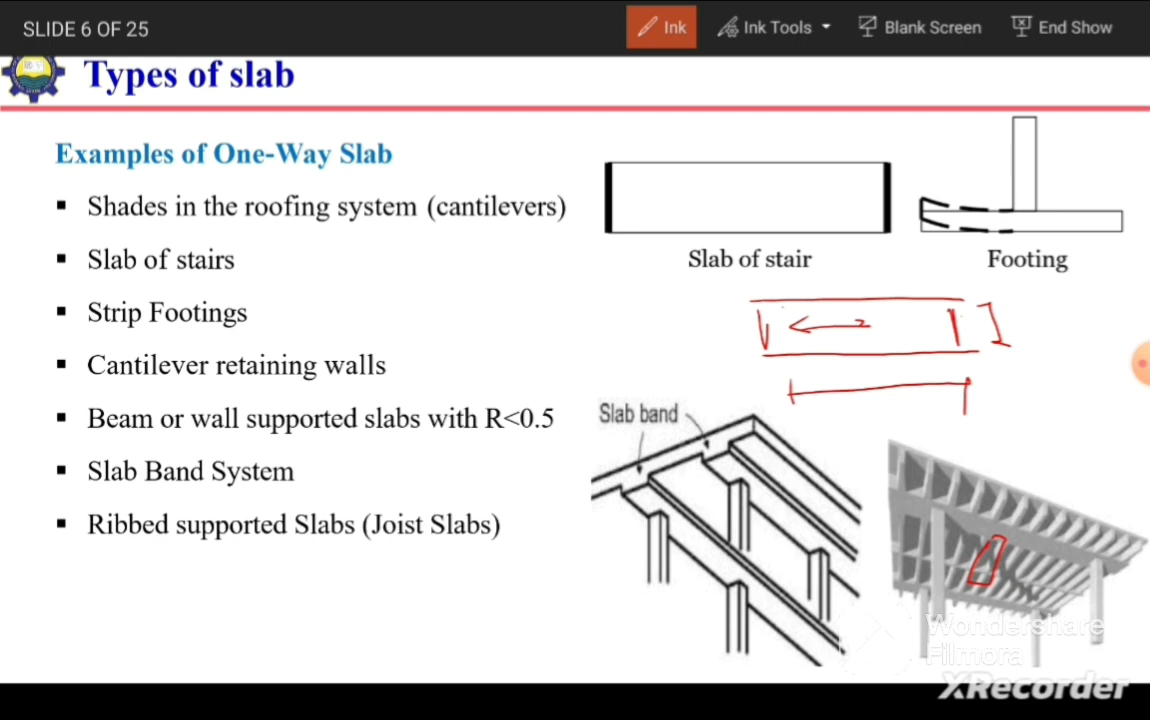 SLIDE 6 OF 25
Ink
Ink Tools
Blank Screen
End Show
Types of slab
Examples of One-Way Slab
▪ Shades in the roofing system (cantilevers)
▪ Slab of stairs
▪ Strip Footings
▪ Cantilever retaining walls
▪ Beam or wall supported slabs with R<0.5
▪ Slab Band System
▪ Ribbed supported Slabs (Joist Slabs)
Slab of stair
Footing
Slab band
Wondershare
Filmora
XRecorder